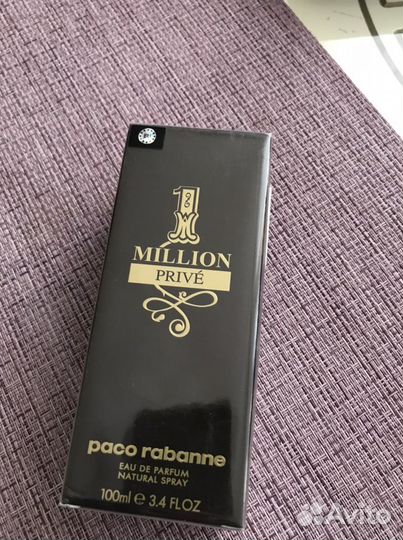 1
MILLION
PRIVÉ
paco rabanne
EAU DE PARFUM
NATURAL SPRAY
100ml e 3.4 FL OZ
Avito